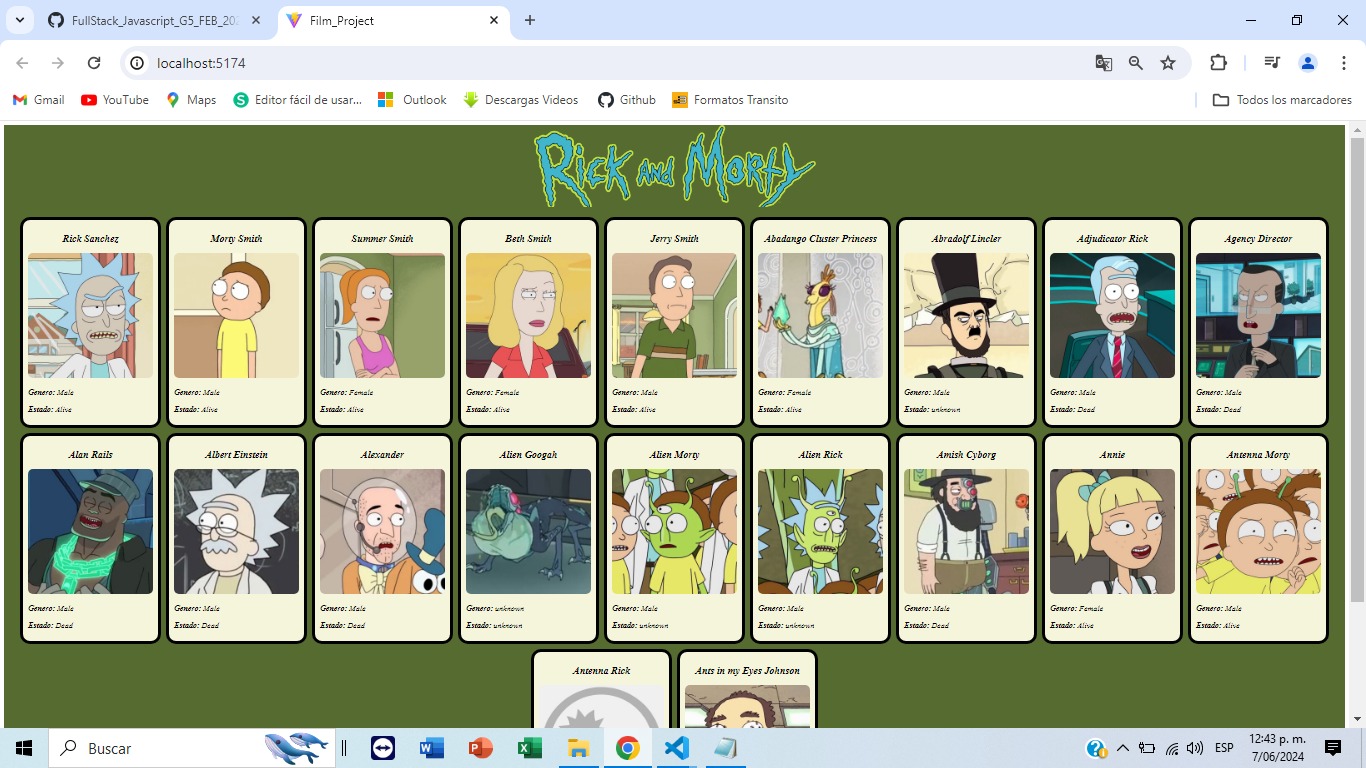 FullStack_Javascript_G5_FEB_20
Film_Project
localhost:5174
Gmail
YouTube
Maps
Editor fácil de usar...
Outlook
Descargas Videos
Github
Formatos Transito
Todos los marcadores
Rick and Morty
Rick Sanchez
Genero: Male
Estado: Alive
Morty Smith
Genero: Male
Estado: Alive
Summer Smith
Genero: Female
Estado: Alive
Beth Smith
Genero: Female
Estado: Alive
Jerry Smith
Genero: Male
Estado: Alive
Abadango Cluster Princess
Genero: Female
Estado: Alive
Abradolf Lincler
Genero: Male
Estado: unknown
Adjudicator Rick
Genero: Male
Estado: Dead
Agency Director
Genero: Male
Estado: Dead
Alan Rails
Genero: Male
Estado: Dead
Albert Einstein
Genero: Male
Estado: Dead
Alexander
Genero: Male
Estado: Dead
Alien Googah
Genero: unknown
Estado: unknown
Alien Morty
Genero: Male
Estado: unknown
Alien Rick
Genero: Male
Estado: unknown
Amish Cyborg
Genero: Male
Estado: Dead
Annie
Genero: Female
Estado: Alive
Antenna Morty
Genero: Male
Estado: Alive
Antenna Rick
Ants in my Eyes Johnson
Buscar
ESP
12:43 p. m.
7/06/2024